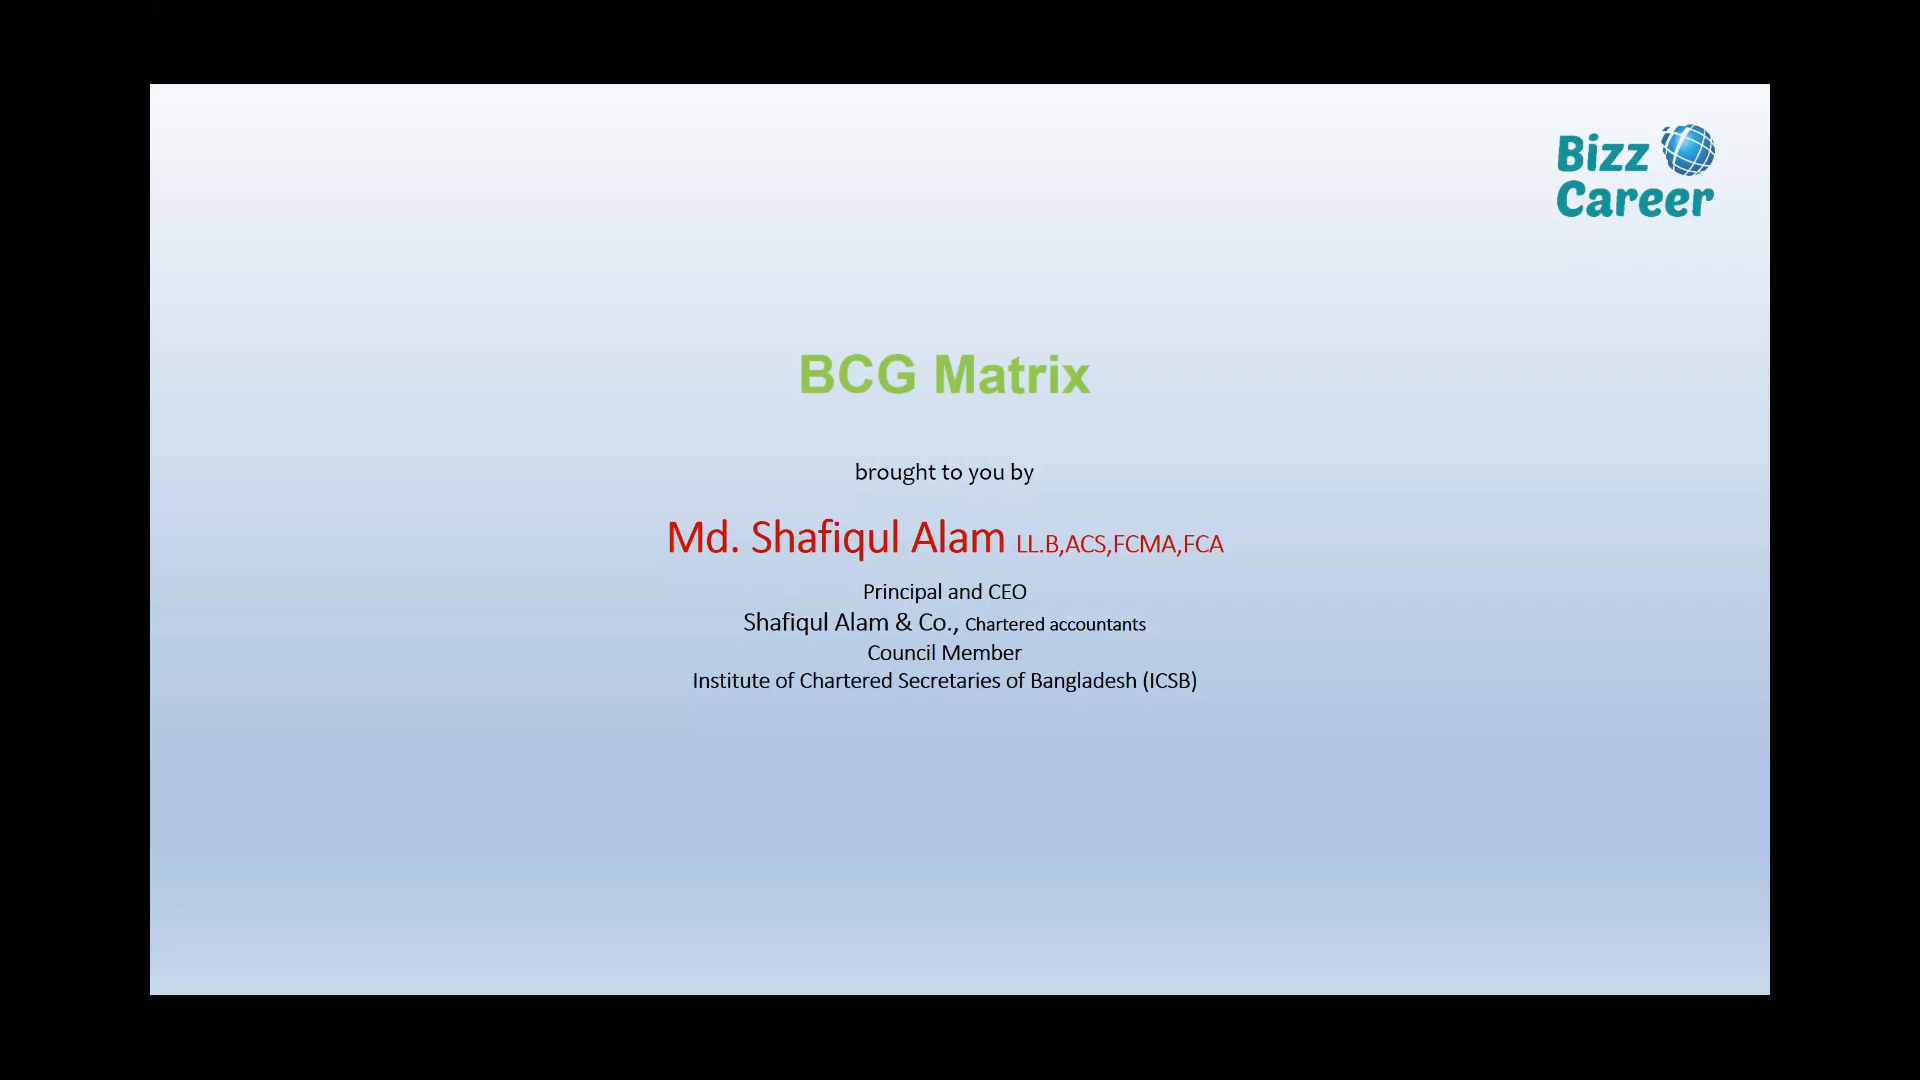 Bizz
Career
BCG Matrix
brought to you by
Md. Shafiqul Alam LL.B,ACS,FCMA,FCA
Principal and CEO
Shafiqul Alam & Co., Chartered accountants
Council Member
Institute of Chartered Secretaries of Bangladesh (ICSB)